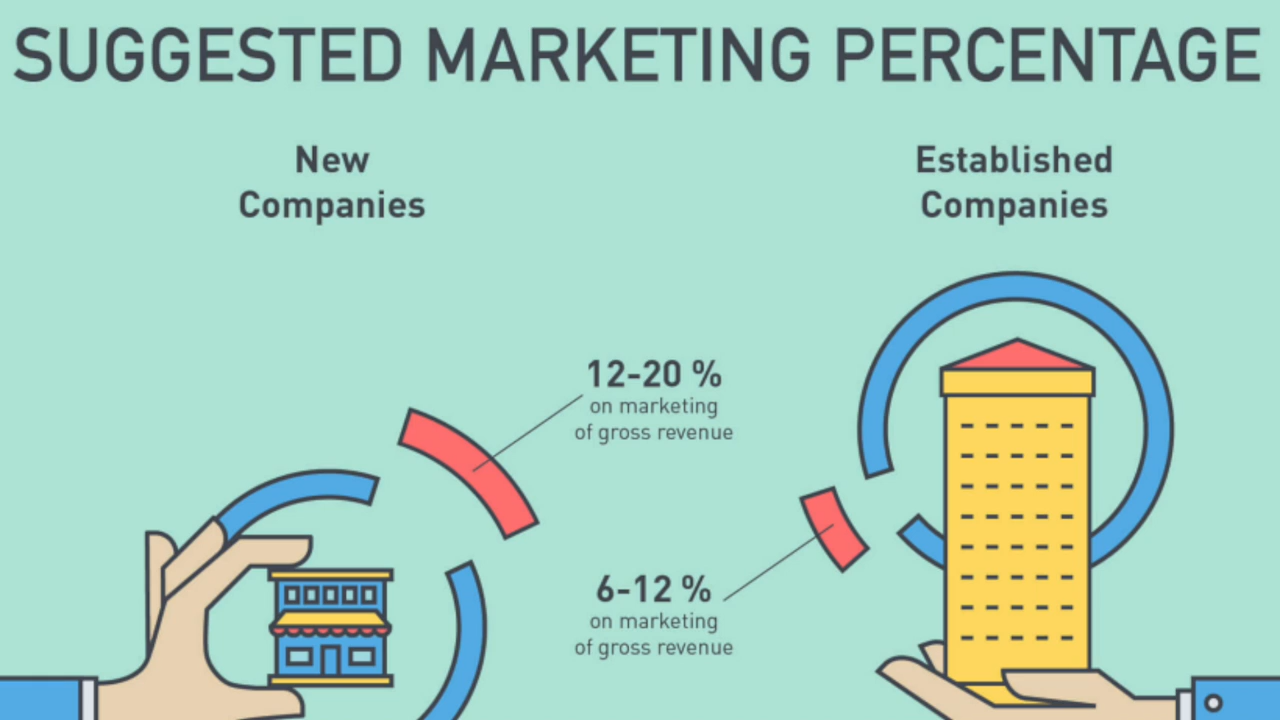 SUGGESTED MARKETING PERCENTAGE
New
Companies
Established
Companies
12-20 %
on marketing
of gross revenue
6-12 %
on marketing
of gross revenue